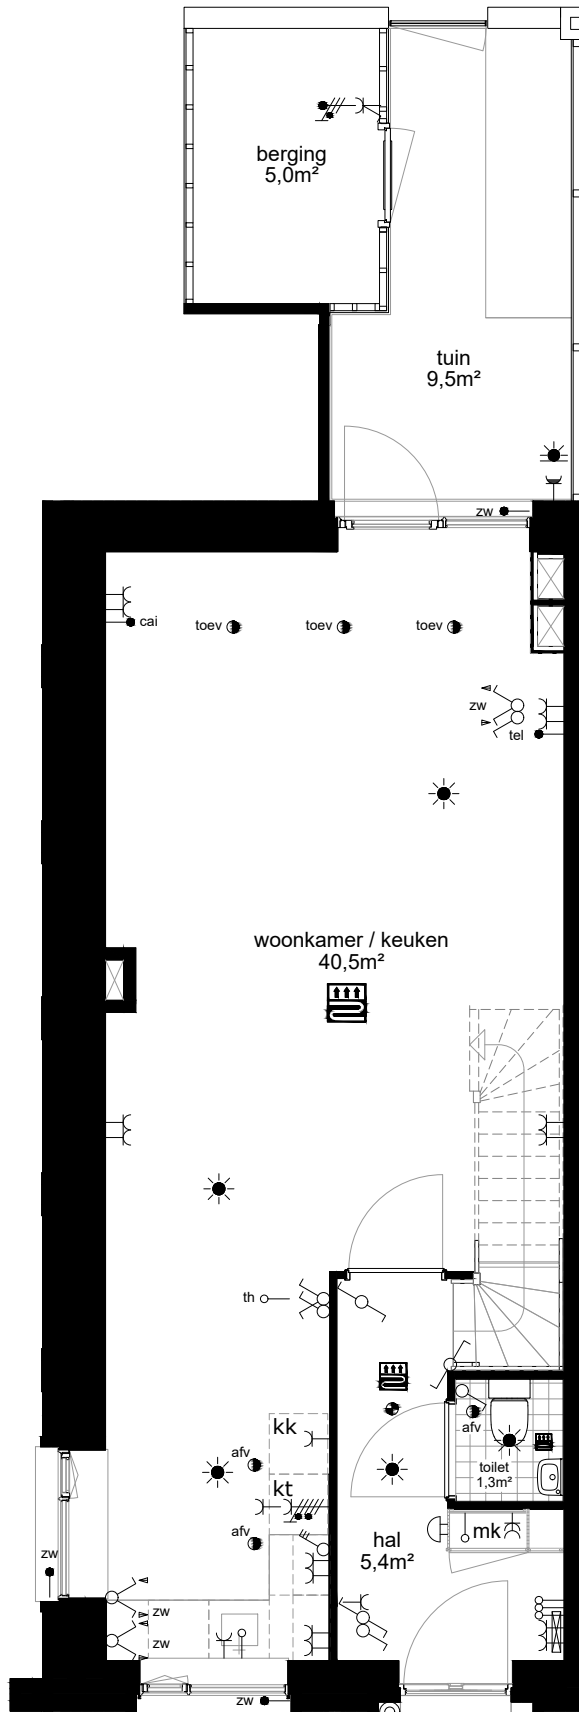 berging
5,0m²
tuin
9,5m²
zw
cai
toev
toev
toev
zw
tel
woonkamer / keuken
40,5m²
th
kk
afv
afv
toilet
1,3m²
kt
afv
mk
hal
5,4m²
zw
zw
zw
zw